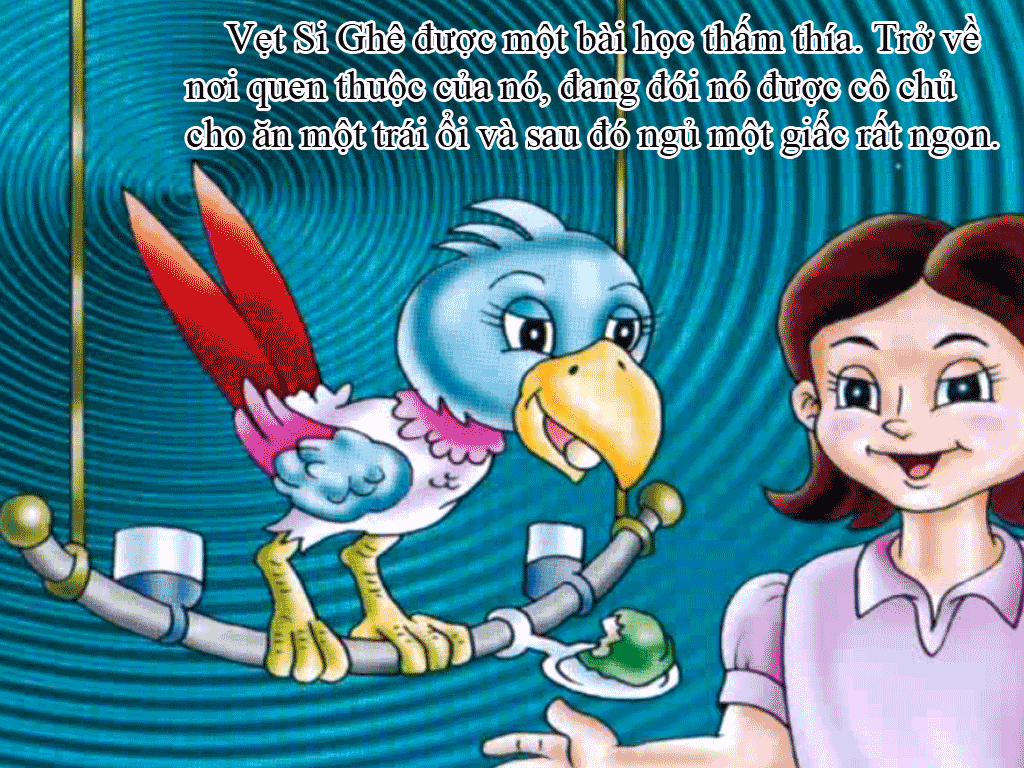 Vẹt Si Ghê được một bài học thấm thía. Trở về
nơi quen thuộc của nó, đang đói nó được cô chủ
cho ăn một trái ổi và sau đó ngủ một giấc rất ngon.